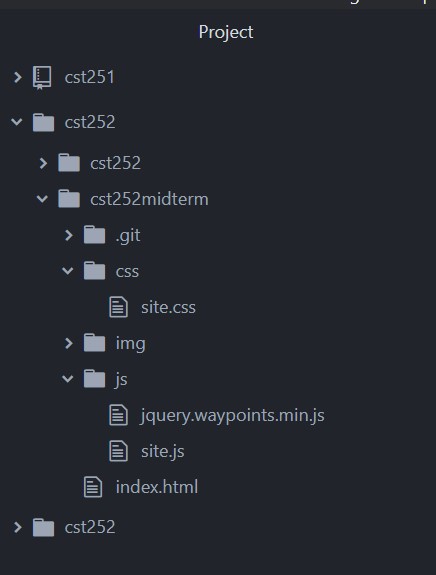 Project
cst251
cst252
cst252
cst252midterm
.git
css
site.css
img
js
jquery.waypoints.min.js
site.js
index.html
cst252